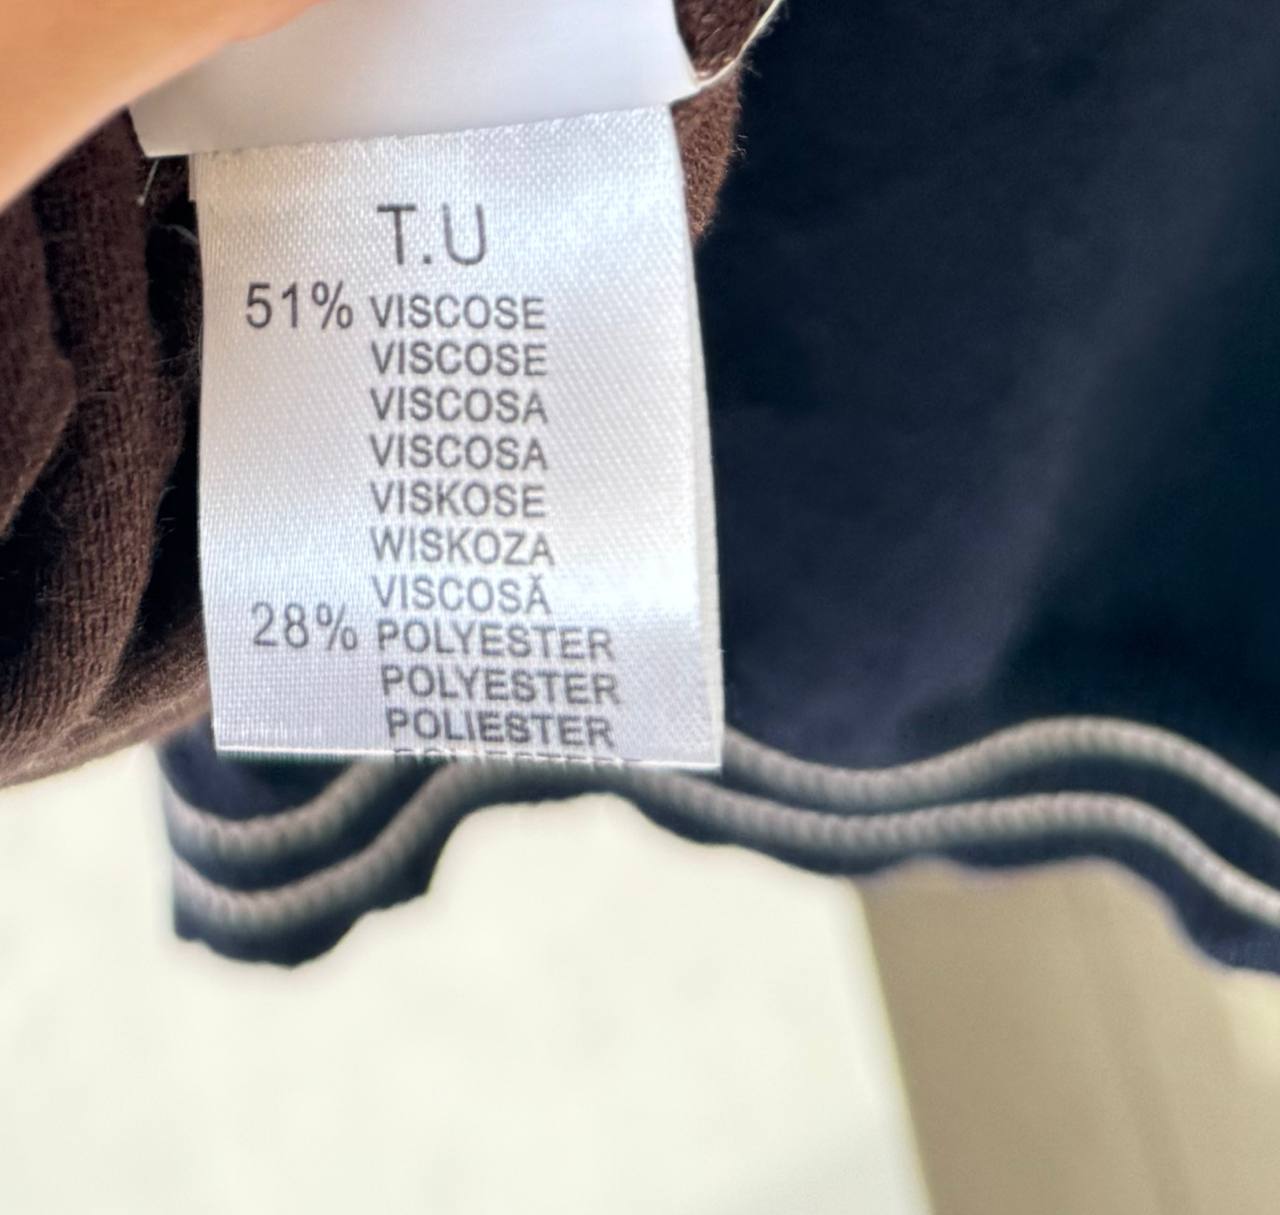 T.U
51% VISCOSE
VISCOSE
VISCOSA
VISCOSA
VISKOSE
WISKOZA
VISCOSĂ
28% POLYESTER
POLYESTER
POLIESTER